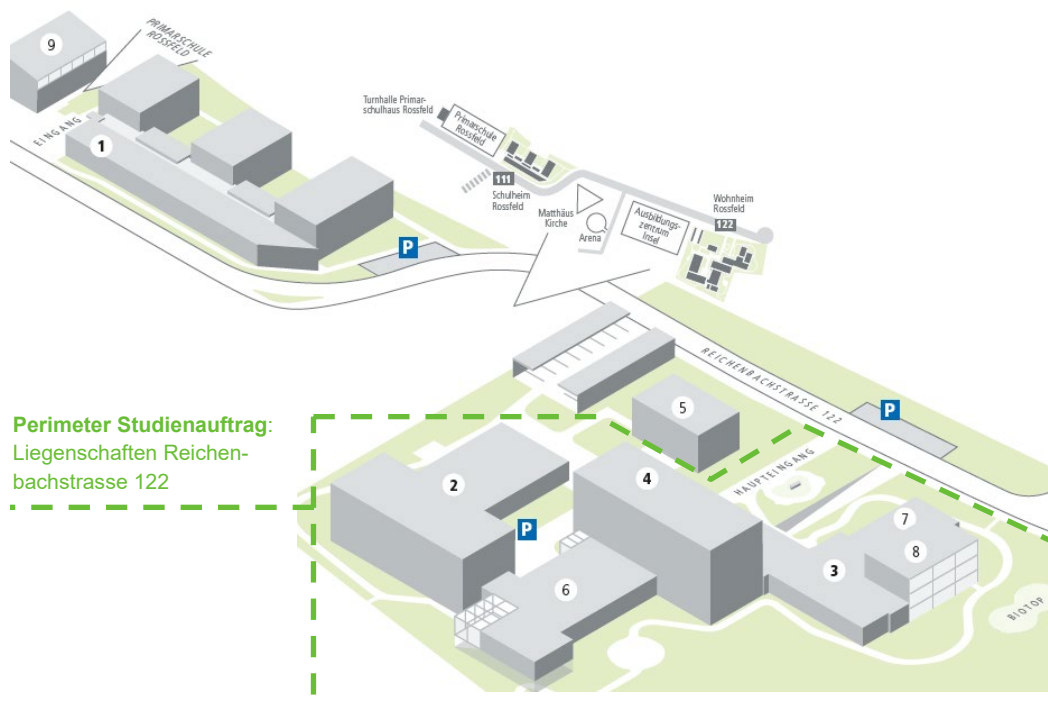 9
PRIMARSCHULE
ROSSFELD
EINGANG
1
Turnhalle Primar-
schulhaus Rossfeld
Primarschule
Rossfeld
111
Schulheim
Rossfeld
Matthäus
Kirche
Arena
Ausbildungs-
zentrum
Insel
Wohnheim
Rossfeld
122
P
REICHENBACHSTRASSE 122
P
5
Perimeter Studienauftrag:
Liegenschaften Reichen-
bachstrasse 122
HAUPTEINGANG
2
4
P
7
8
3
6
BIOTOP